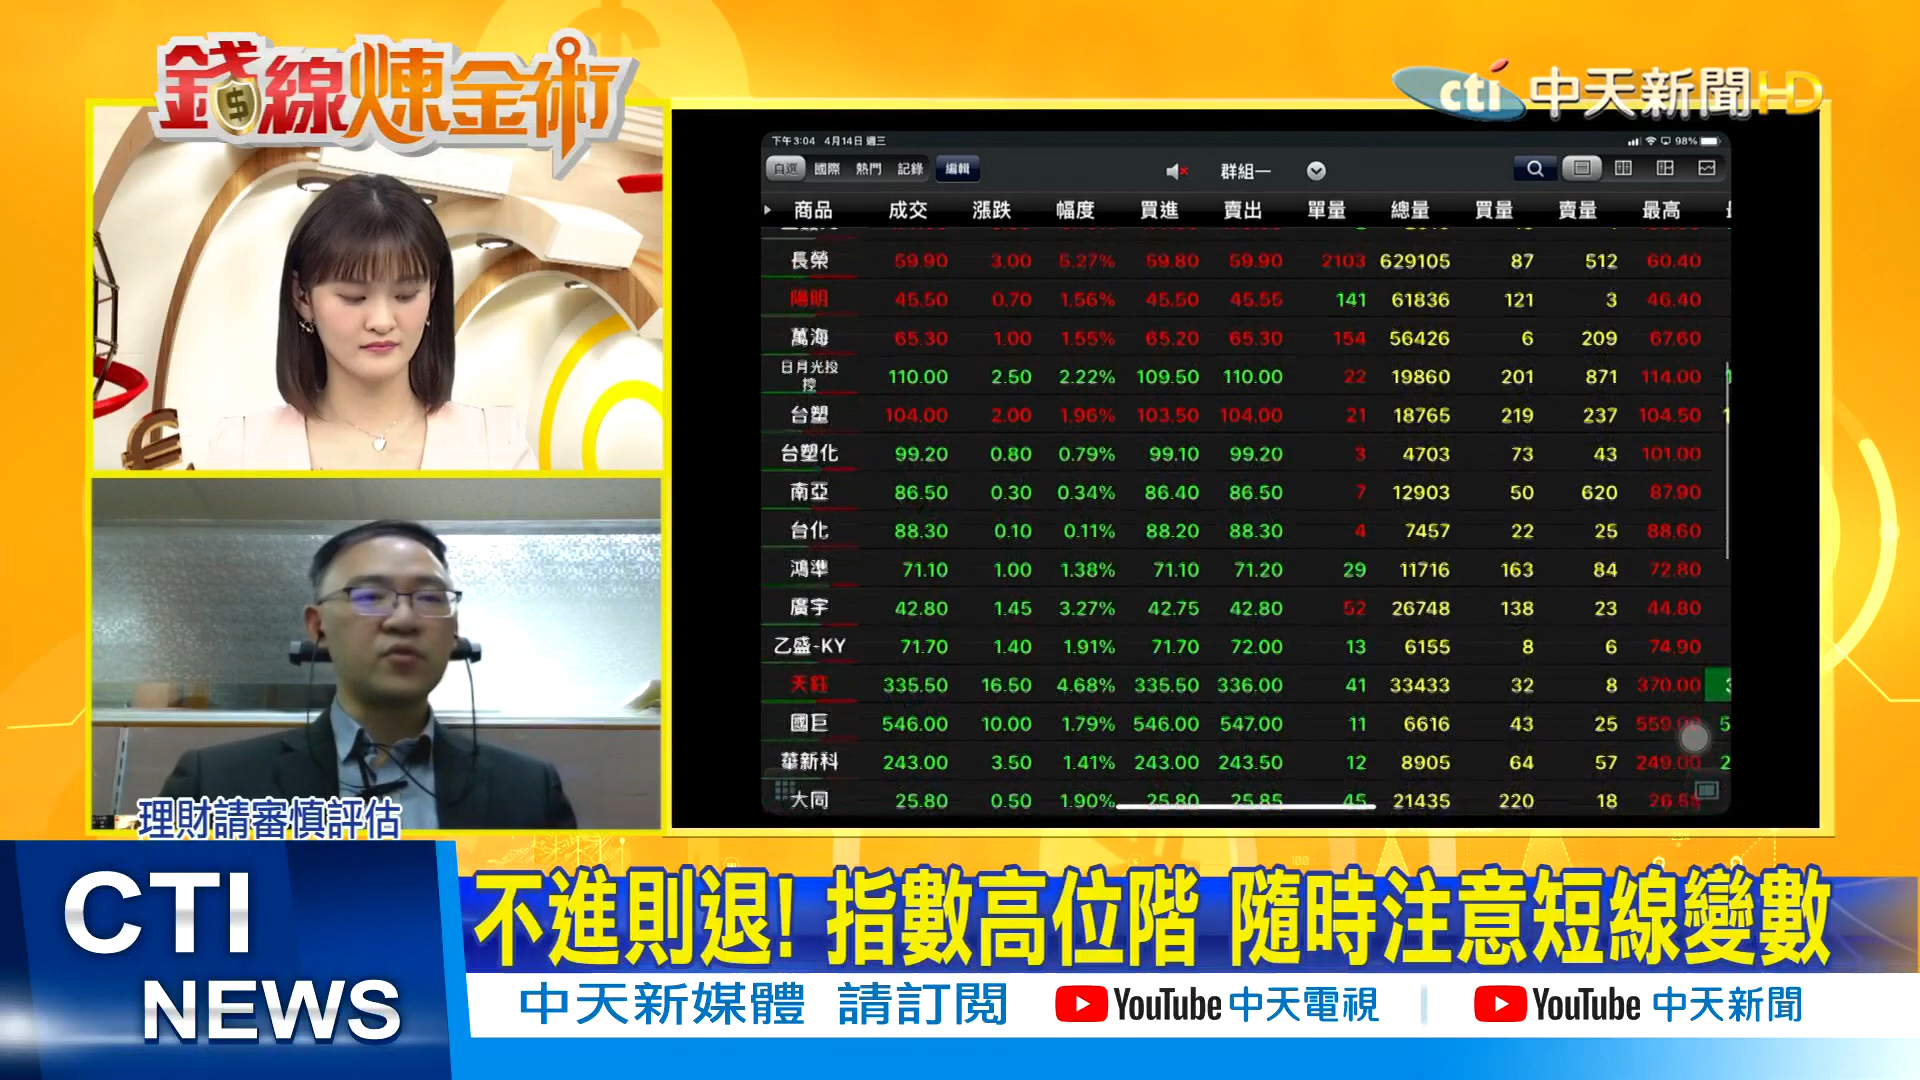 錢線煉金術
cti 中天新聞HD
下午3:04 4月14日 週三
98%
自選 國際 熱門 記錄 編輯 群組一
商品 成交 漲跌 幅度 買進 賣出 單量 總量 買量 賣量 最高
長榮 59.90 3.00 5.27% 59.80 59.90 2103 629105 87 512 60.40
陽明 45.50 0.70 1.56% 45.50 45.55 141 61836 121 3 46.40
萬海 65.30 1.00 1.55% 65.20 65.30 154 56426 6 209 67.60
日月光投控 110.00 2.50 2.22% 109.50 110.00 22 19860 201 871 114.00
台塑 104.00 2.00 1.96% 103.50 104.00 21 18765 219 237 104.50
台塑化 99.20 0.80 0.79% 99.10 99.20 3 4703 73 43 101.00
南亞 86.50 0.30 0.34% 86.40 86.50 7 12903 50 620 87.90
台化 88.30 0.10 0.11% 88.20 88.30 4 7457 22 25 88.60
鴻準 71.10 1.00 1.38% 71.10 71.20 29 11716 163 84 72.80
廣宇 42.80 1.45 3.27% 42.75 42.80 52 26748 138 23 44.80
乙盛-KY 71.70 1.40 1.91% 71.70 72.00 13 6155 8 6 74.90
天鈺 335.50 16.50 4.68% 335.50 336.00 41 33433 32 8 370.00
國巨 546.00 10.00 1.79% 546.00 547.00 11 6616 43 25 559.00
華新科 243.00 3.50 1.41% 243.00 243.50 12 8905 64 57 249.00
大同 25.80 0.50 1.90% 25.80 25.85 45 21435 220 18 26.55
理財請審慎評估
CTI NEWS
不進則退! 指數高位階 隨時注意短線變數
中天新媒體 請訂閱 YouTube 中天電視 | YouTube 中天新聞